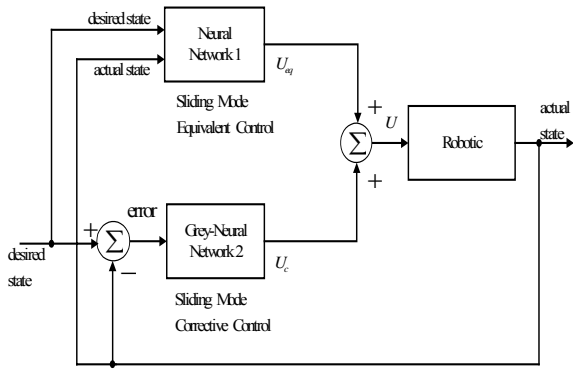 desired state
Neural
Network 1
actual state
U_eq
Sliding Mode
Equivalent Control
+
U
Σ
+
Robotic
actual
state
error
+
Σ
−
desired
state
Grey-Neural
Network 2
U_c
Sliding Mode
Corrective Control